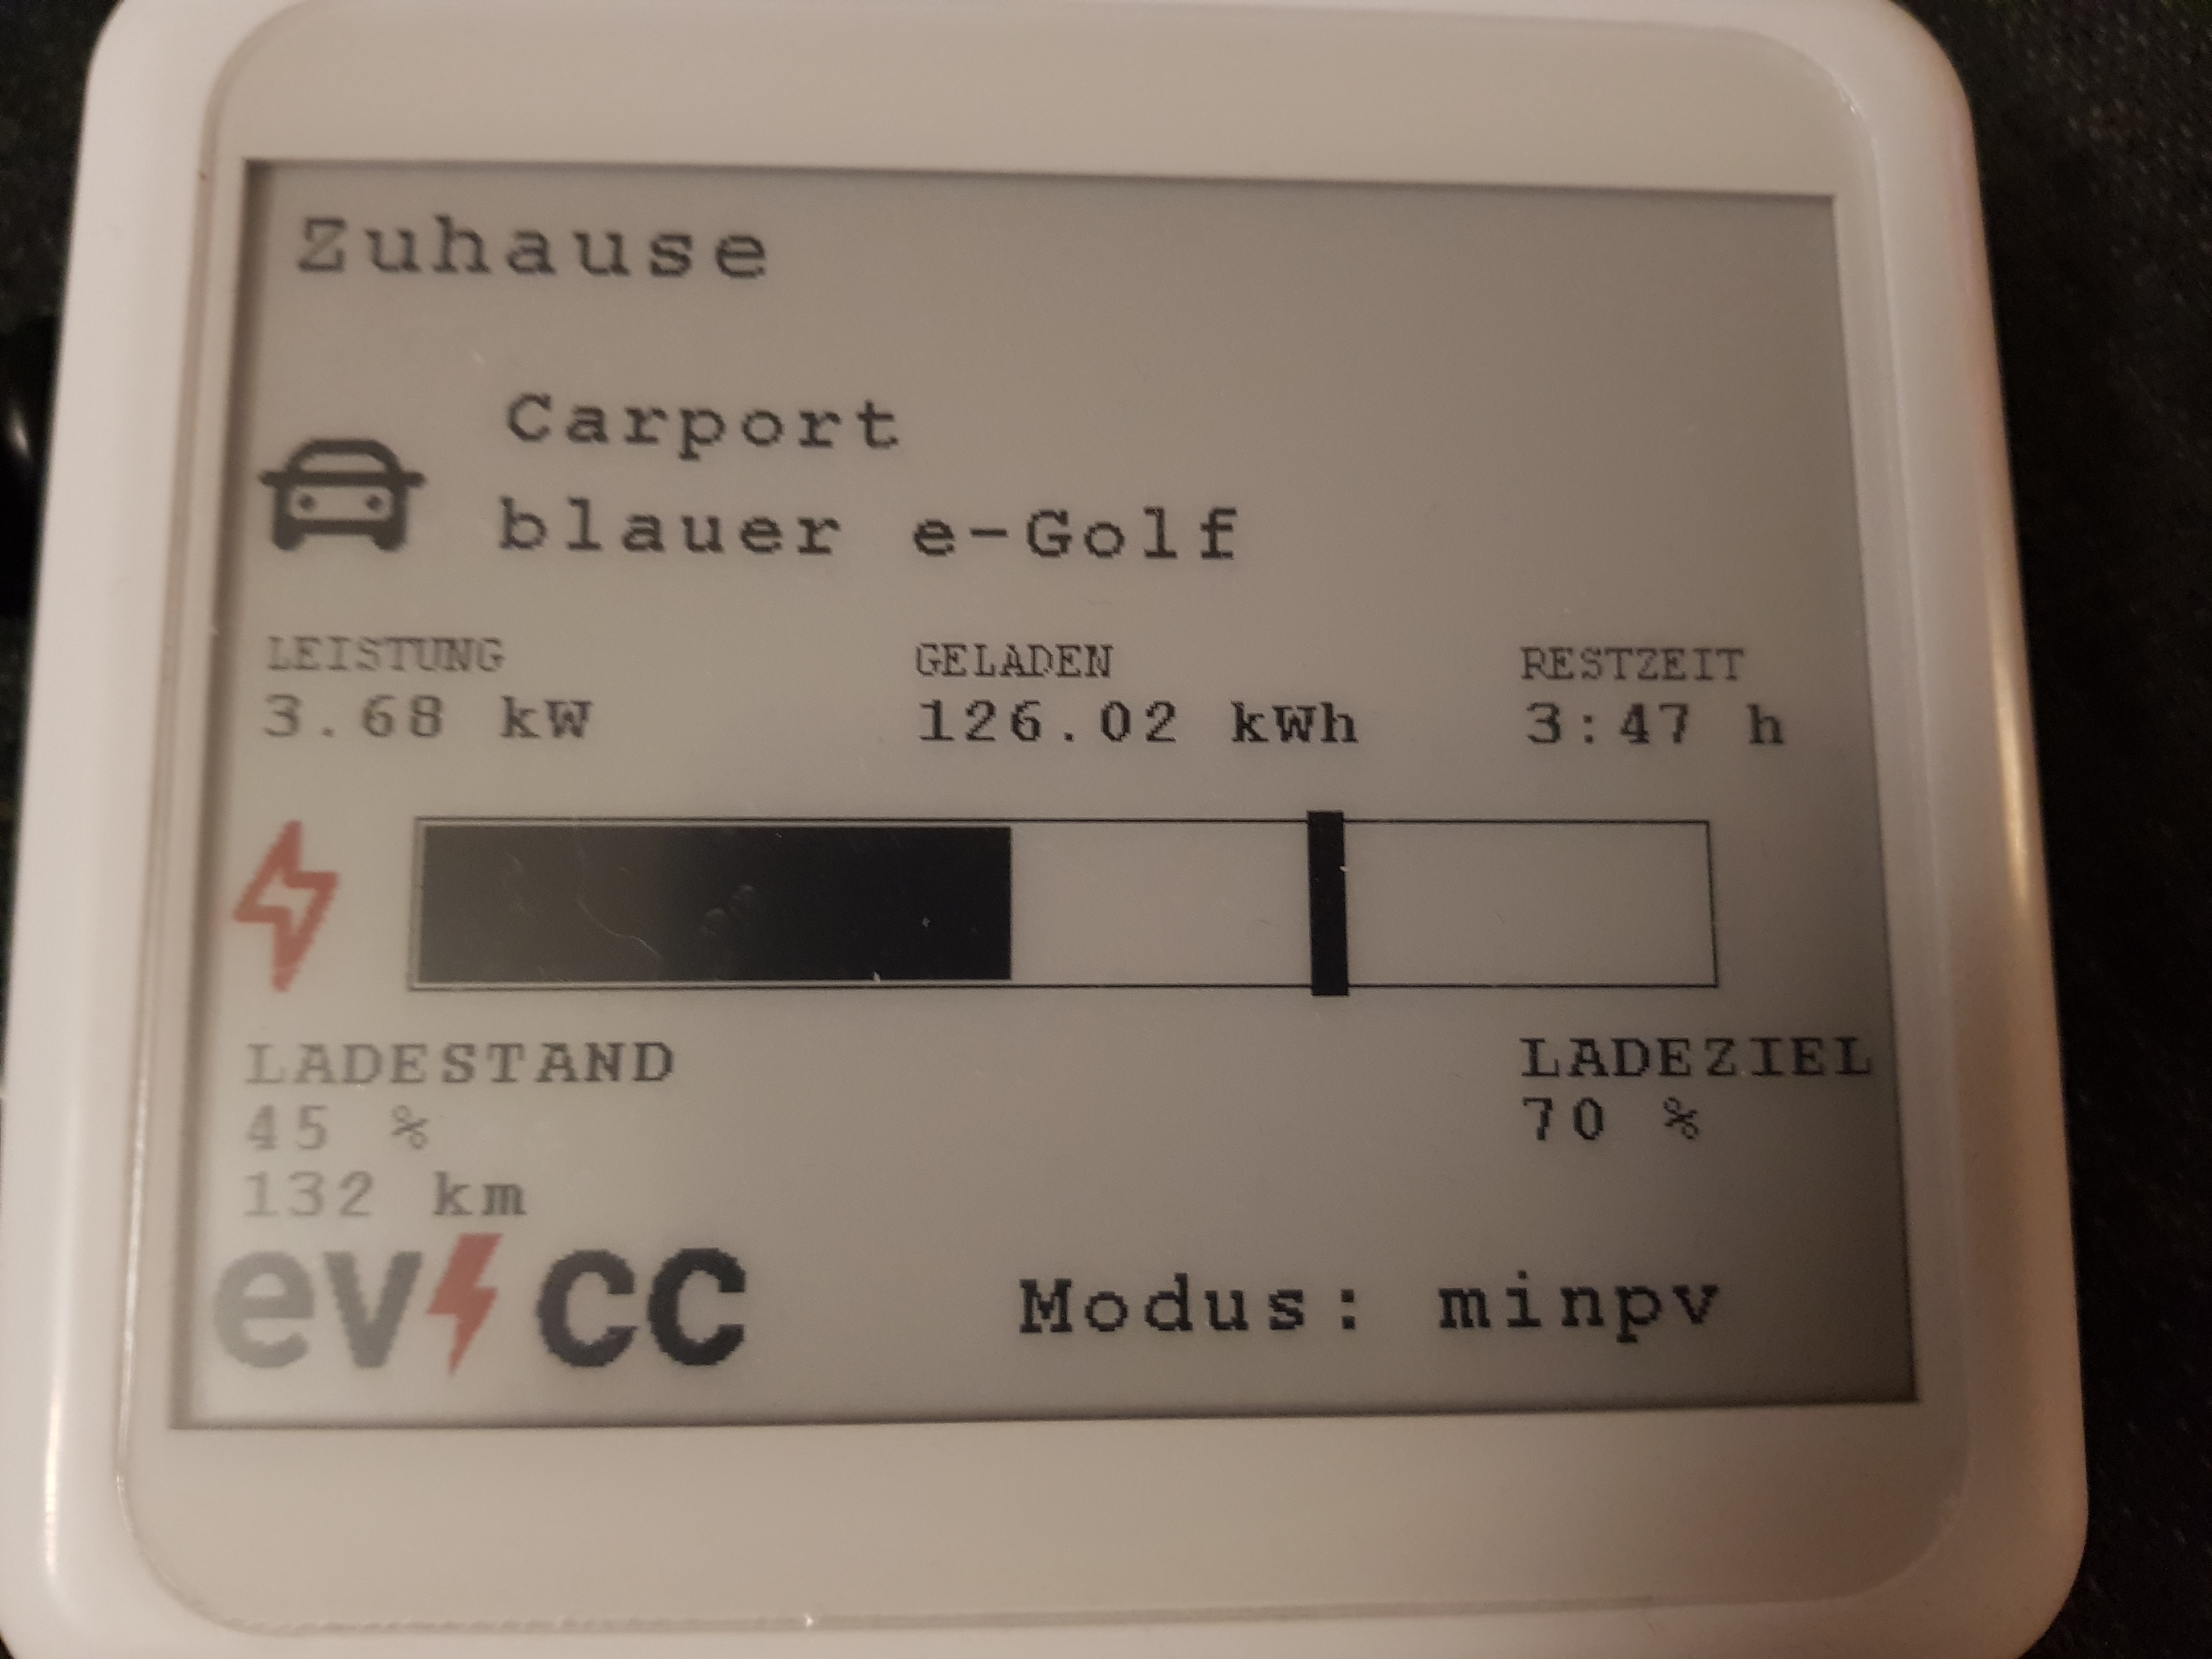 Zuhause
Carport
blauer e-Golf
LEISTUNG GELADEN RESTZEIT
3.68 kW 126.02 kWh 3:47 h
LADESTAND LADEZIEL
45 % 70 %
132 km
evcc Modus: minpv